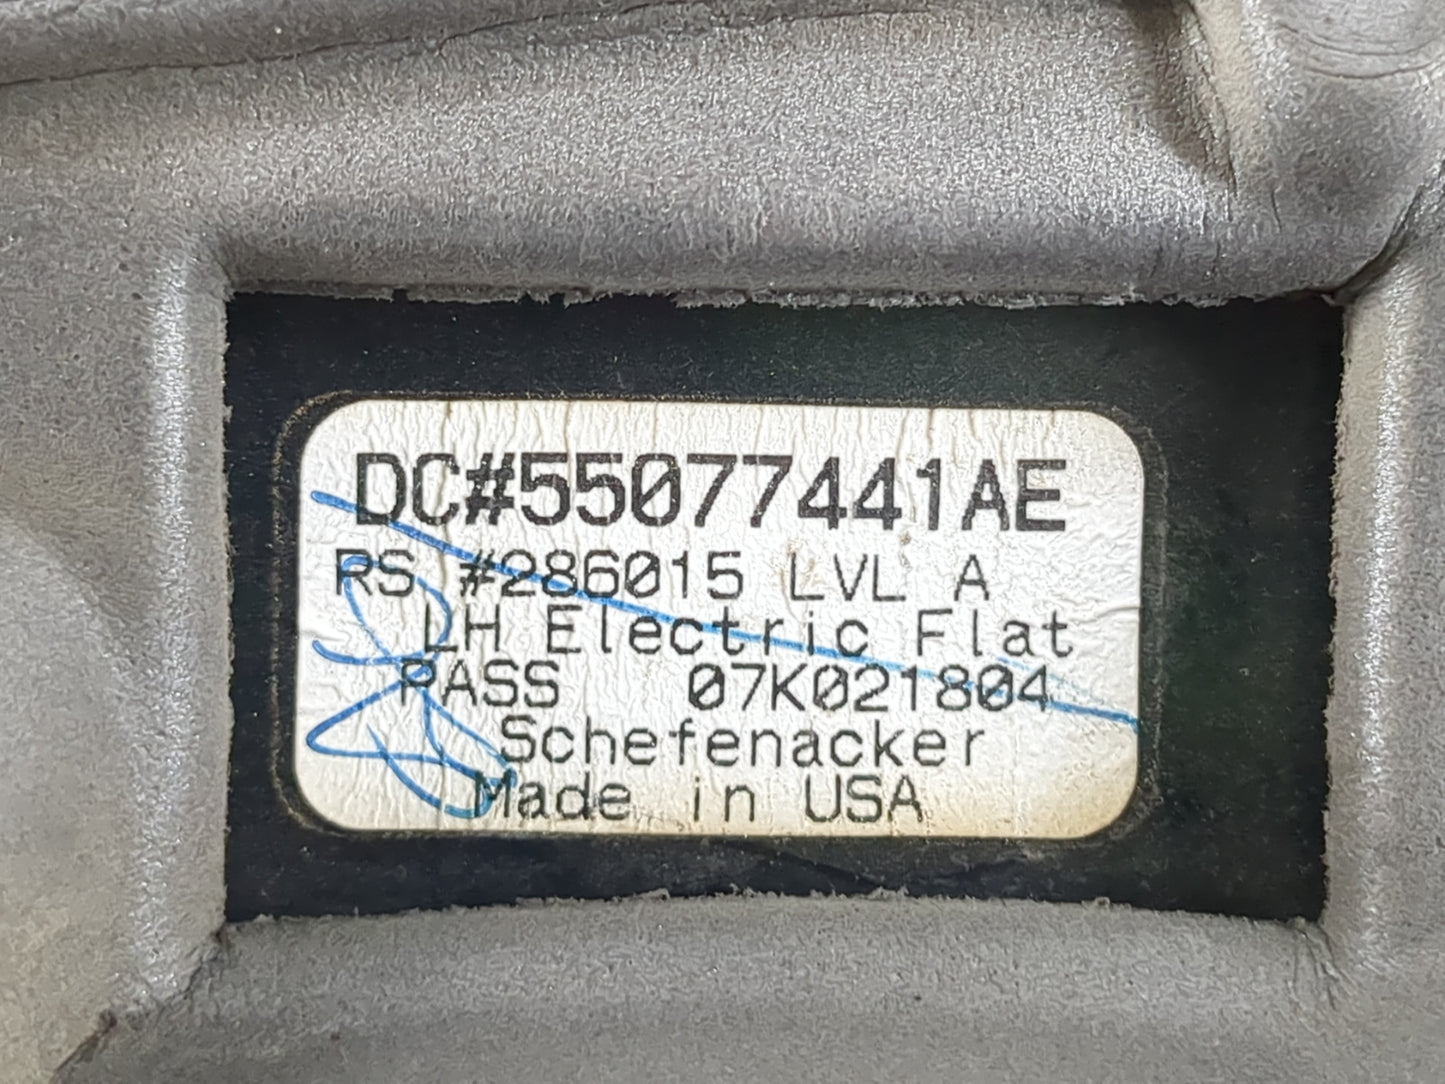 DC#55077441AE
RS #286015 LVL A
LH Electric Flat
PASS 07K021804
Schefenacker
Made in USA